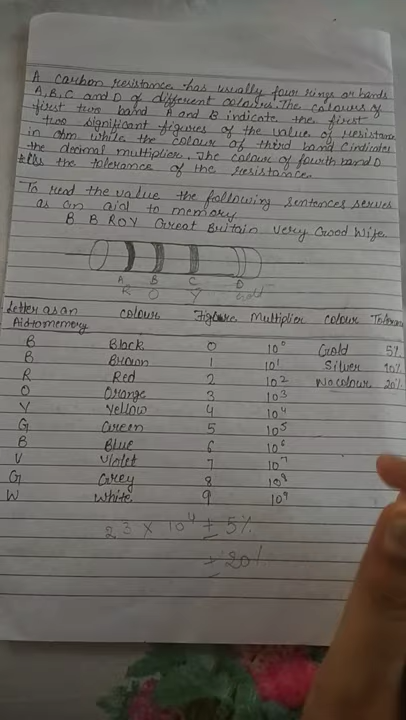 A carbon resistance has usually four rings or bands
A, B, C and D of different colours. The colours of
first two band A and B indicate the first
two significant figures of the value of resistance
in ohm while the colour of third band C indicates
the decimal multiplier. The colour of fourth band D
tells the tolerance of the resistance.
To read the value the following sentences serves
as an aid to memory
B B ROY Great Britain Very Good Wife
A B C D
R O Y Gold
Letter as an Aid to memory colour Figure Multiplier colour Tolerance
B Black 0 10⁰ Gold 5%
B Brown 1 10¹ Silver 10%
R Red 2 10² No colour 20%
O Orange 3 10³
Y Yellow 4 10⁴
G Green 5 10⁵
B Blue 6 10⁶
V Violet 7 10⁷
G Grey 8 10⁸
W White 9 10⁹
23 × 10⁴ ± 5%
± 20%